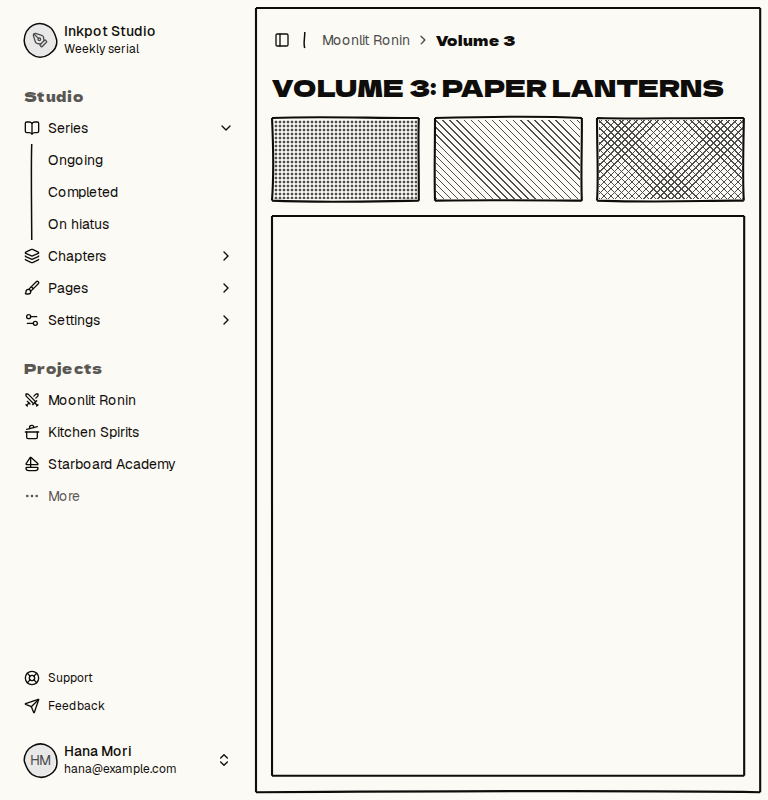 Inkpot Studio
Weekly serial
Studio
Series
Ongoing
Completed
On hiatus
Chapters
Pages
Settings
Projects
Moonlit Ronin
Kitchen Spirits
Starboard Academy
More
Support
Feedback
HM
Hana Mori
hana@example.com
Moonlit Ronin
Volume 3
VOLUME 3: PAPER LANTERNS